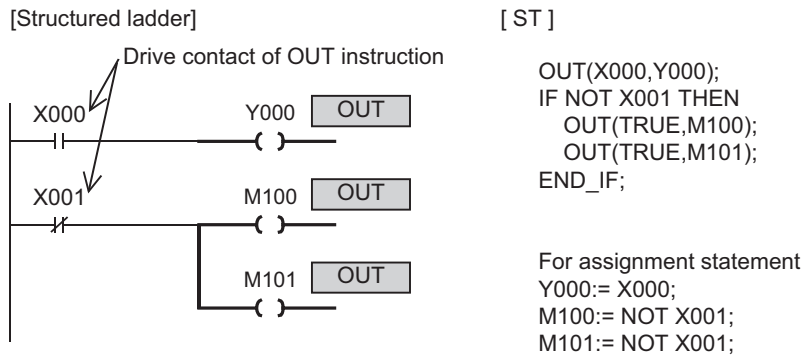 [Structured ladder]
Drive contact of OUT instruction
X000
Y000
OUT
X001
M100
OUT
M101
OUT
[ ST ]
OUT(X000,Y000);
IF NOT X001 THEN
OUT(TRUE,M100);
OUT(TRUE,M101);
END_IF;
For assignment statement
Y000:= X000;
M100:= NOT X001;
M101:= NOT X001;